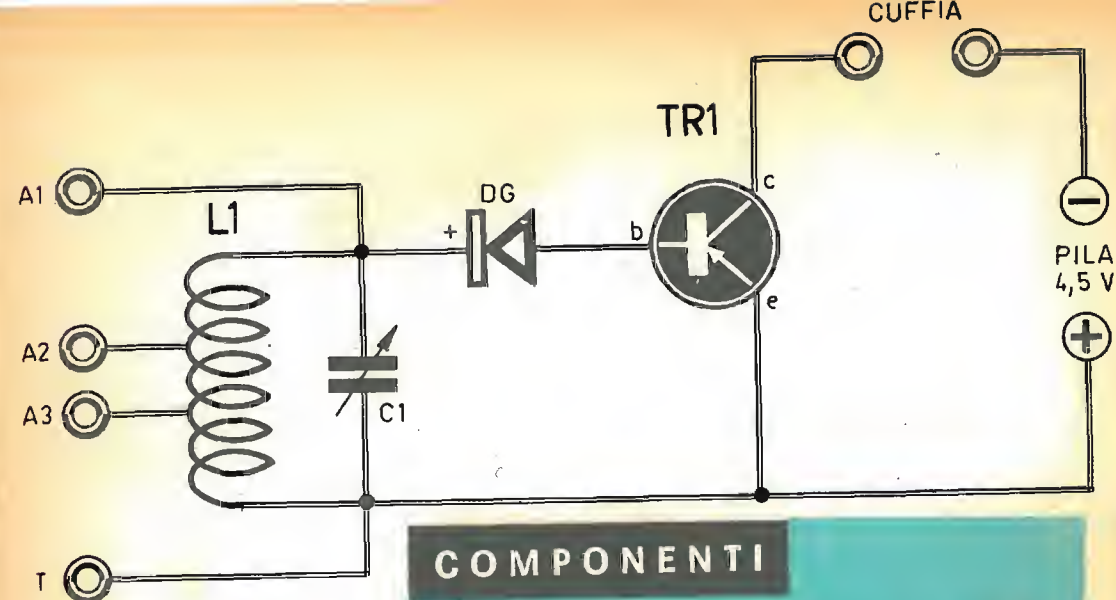 CUFFIA
TR1
A1
L1
DG
c
+
b
−
PILA
4,5 V
e
A2
A3
C1
+
COMPONENTI
T